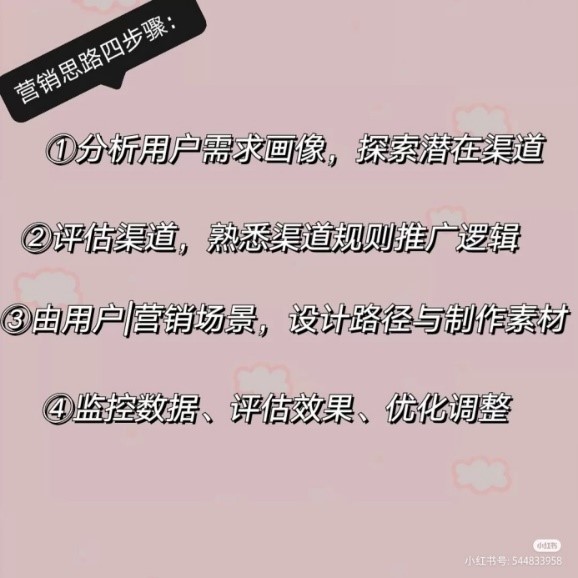 营销思路四步骤：
①分析用户需求画像，探索潜在渠道
②评估渠道，熟悉渠道规则推广逻辑
③由用户|营销场景，设计路径与制作素材
④监控数据、评估效果、优化调整
小红书
小红书号：544833958